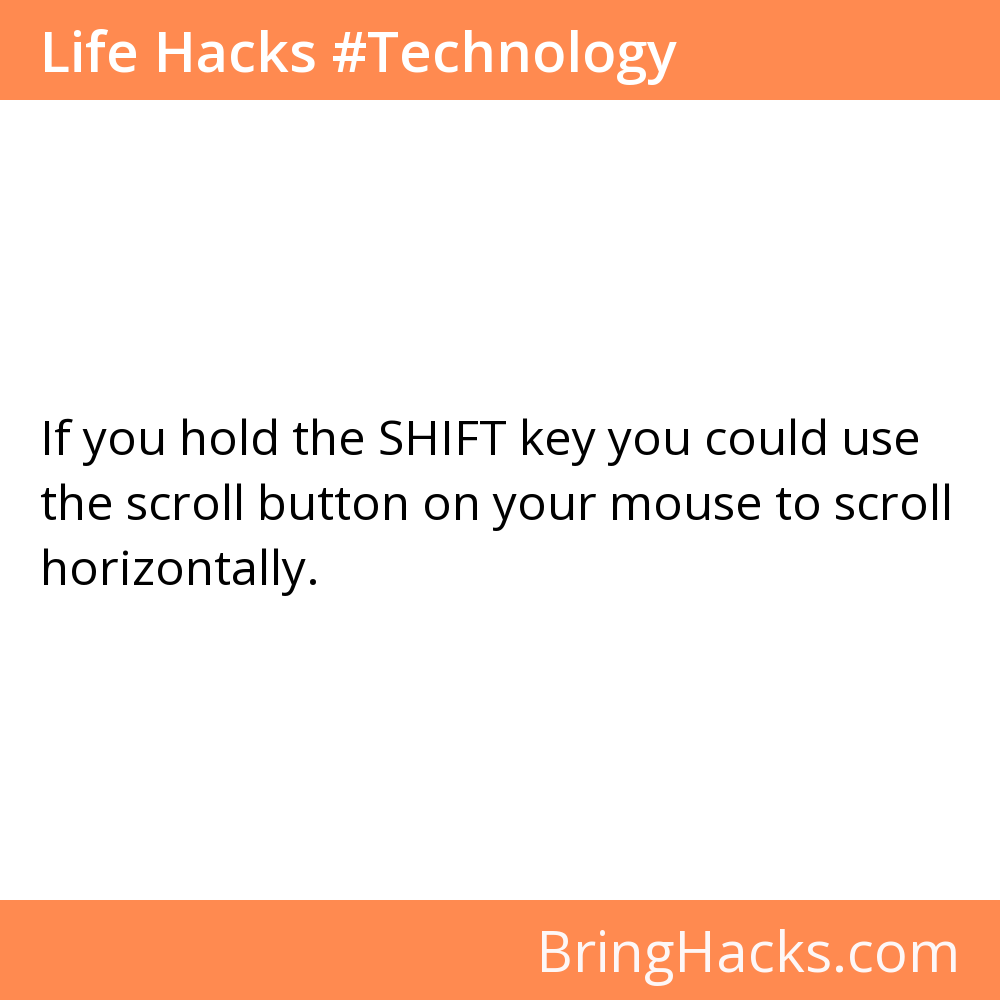 Life Hacks #Technology
If you hold the SHIFT key you could use
the scroll button on your mouse to scroll
horizontally.
BringHacks.com